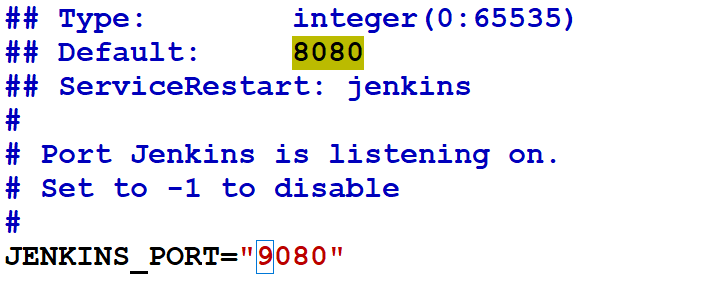 ## Type:        integer(0:65535)
## Default:     8080
## ServiceRestart: jenkins
#
# Port Jenkins is listening on.
# Set to -1 to disable
#
JENKINS_PORT="9080"